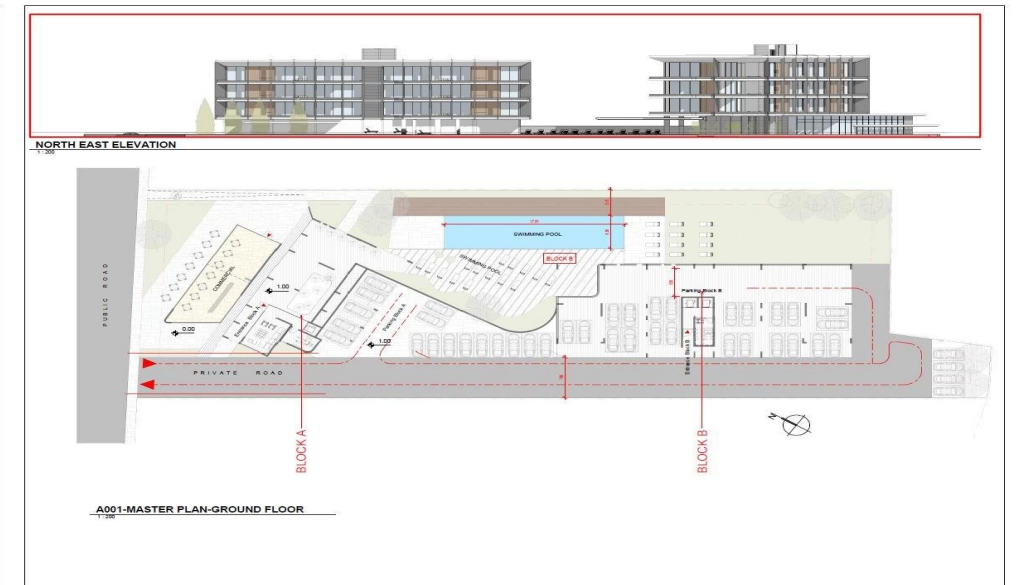 NORTH EAST ELEVATION
1 : 200
PUBLIC ROAD
COMMERCIAL
SWIMMING POOL
SWIMMING POOL
BLOCK B
1.00
0.00
1.00
Entrance Block A
Parking Block A
Parking Block B
Entrance Block B
PRIVATE ROAD
BLOCK A
BLOCK B
N
A001-MASTER PLAN-GROUND FLOOR
1 : 200